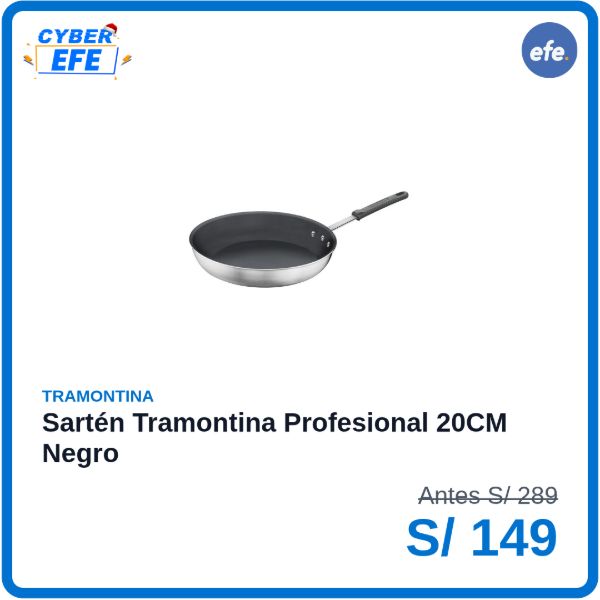 CYBER
EFE
efe.
TRAMONTINA
Sartén Tramontina Profesional 20CM
Negro
Antes S/ 289
S/ 149